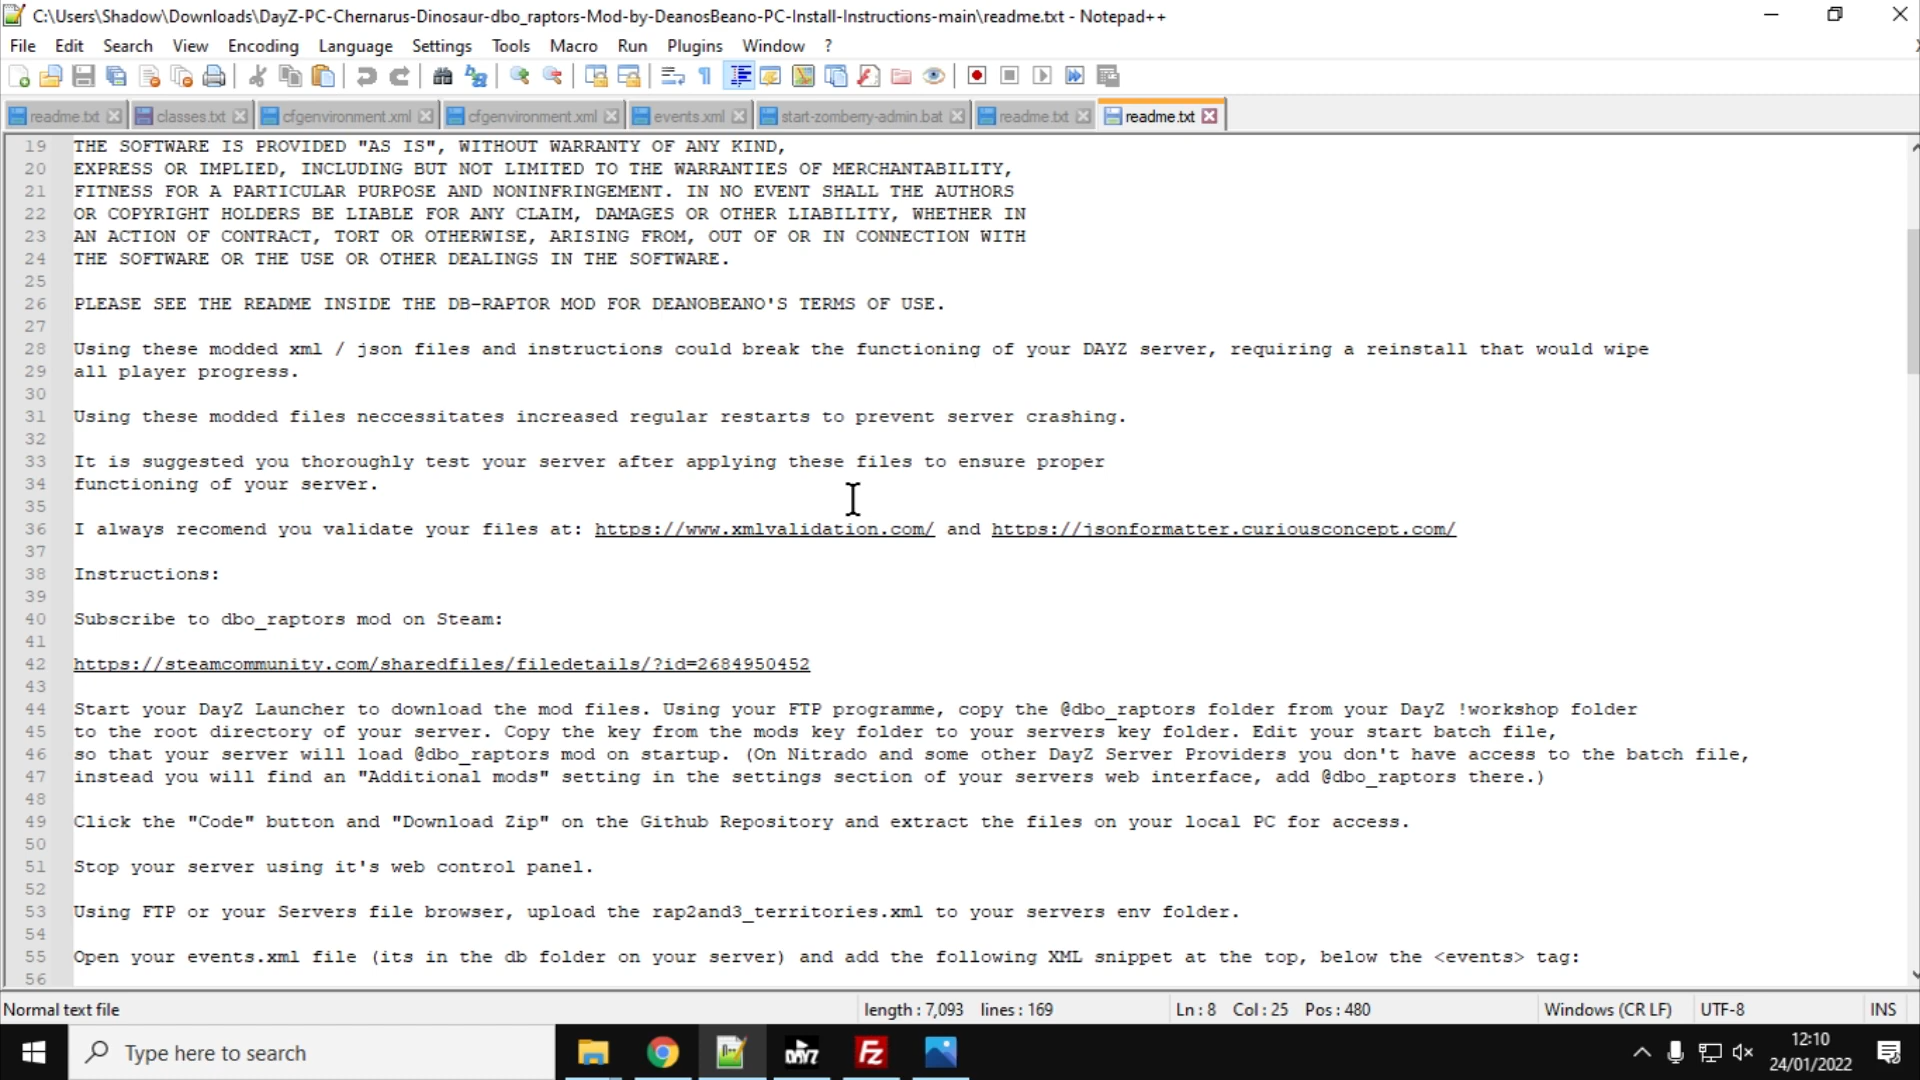 C:\Users\Shadow\Downloads\DayZ-PC-Chernarus-Dinosaur-dbo_raptors-Mod-by-DeanosBeano-PC-Install-Instructions-main\readme.txt - Notepad++
File Edit Search View Encoding Language Settings Tools Macro Run Plugins Window ?
readme.txt classes.txt cfgenvironment.xml cfgenvironment.xml events.xml start-zomberry-admin.bat readme.txt readme.txt
19 THE SOFTWARE IS PROVIDED "AS IS", WITHOUT WARRANTY OF ANY KIND,
20 EXPRESS OR IMPLIED, INCLUDING BUT NOT LIMITED TO THE WARRANTIES OF MERCHANTABILITY,
21 FITNESS FOR A PARTICULAR PURPOSE AND NONINFRINGEMENT. IN NO EVENT SHALL THE AUTHORS
22 OR COPYRIGHT HOLDERS BE LIABLE FOR ANY CLAIM, DAMAGES OR OTHER LIABILITY, WHETHER IN
23 AN ACTION OF CONTRACT, TORT OR OTHERWISE, ARISING FROM, OUT OF OR IN CONNECTION WITH
24 THE SOFTWARE OR THE USE OR OTHER DEALINGS IN THE SOFTWARE.
25
26 PLEASE SEE THE README INSIDE THE DB-RAPTOR MOD FOR DEANOBEANO'S TERMS OF USE.
27
28 Using these modded xml / json files and instructions could break the functioning of your DAYZ server, requiring a reinstall that would wipe
29 all player progress.
30
31 Using these modded files neccessitates increased regular restarts to prevent server crashing.
32
33 It is suggested you thoroughly test your server after applying these files to ensure proper
34 functioning of your server.
35
36 I always recomend you validate your files at: https://www.xmlvalidation.com/ and https://jsonformatter.curiousconcept.com/
37
38 Instructions:
39
40 Subscribe to dbo_raptors mod on Steam:
41
42 https://steamcommunity.com/sharedfiles/filedetails/?id=2684950452
43
44 Start your DayZ Launcher to download the mod files. Using your FTP programme, copy the @dbo_raptors folder from your DayZ !workshop folder
45 to the root directory of your server. Copy the key from the mods key folder to your servers key folder. Edit your start batch file,
46 so that your server will load @dbo_raptors mod on startup. (On Nitrado and some other DayZ Server Providers you don't have access to the batch file,
47 instead you will find an "Additional mods" setting in the settings section of your servers web interface, add @dbo_raptors there.)
48
49 Click the "Code" button and "Download Zip" on the Github Repository and extract the files on your local PC for access.
50
51 Stop your server using it's web control panel.
52
53 Using FTP or your Servers file browser, upload the rap2and3_territories.xml to your servers env folder.
54
55 Open your events.xml file (its in the db folder on your server) and add the following XML snippet at the top, below the <events> tag:
56
Normal text file length : 7,093 lines : 169 Ln : 8 Col : 25 Pos : 480 Windows (CR LF) UTF-8 INS
Type here to search
DAYZ
Fz
12:10
24/01/2022